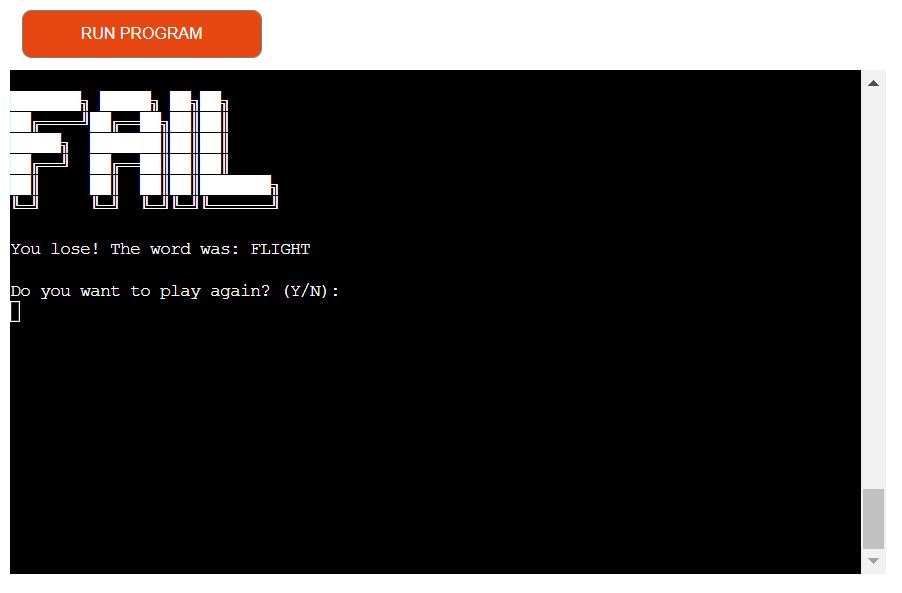 RUN PROGRAM
FAIL
You lose! The word was: FLIGHT
Do you want to play again? (Y/N):